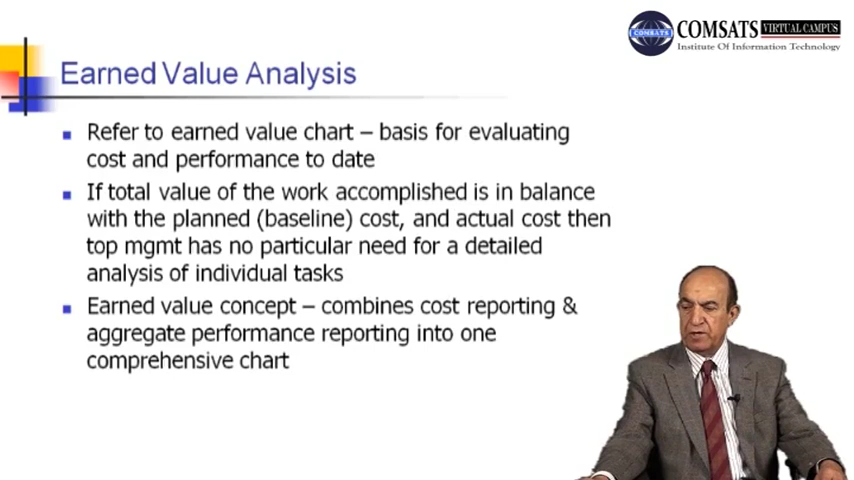 COMSATS VIRTUAL CAMPUS
COMSATS
Institute Of Information Technology
Earned Value Analysis
Refer to earned value chart – basis for evaluating
cost and performance to date
If total value of the work accomplished is in balance
with the planned (baseline) cost, and actual cost then
top mgmt has no particular need for a detailed
analysis of individual tasks
Earned value concept – combines cost reporting &
aggregate performance reporting into one
comprehensive chart